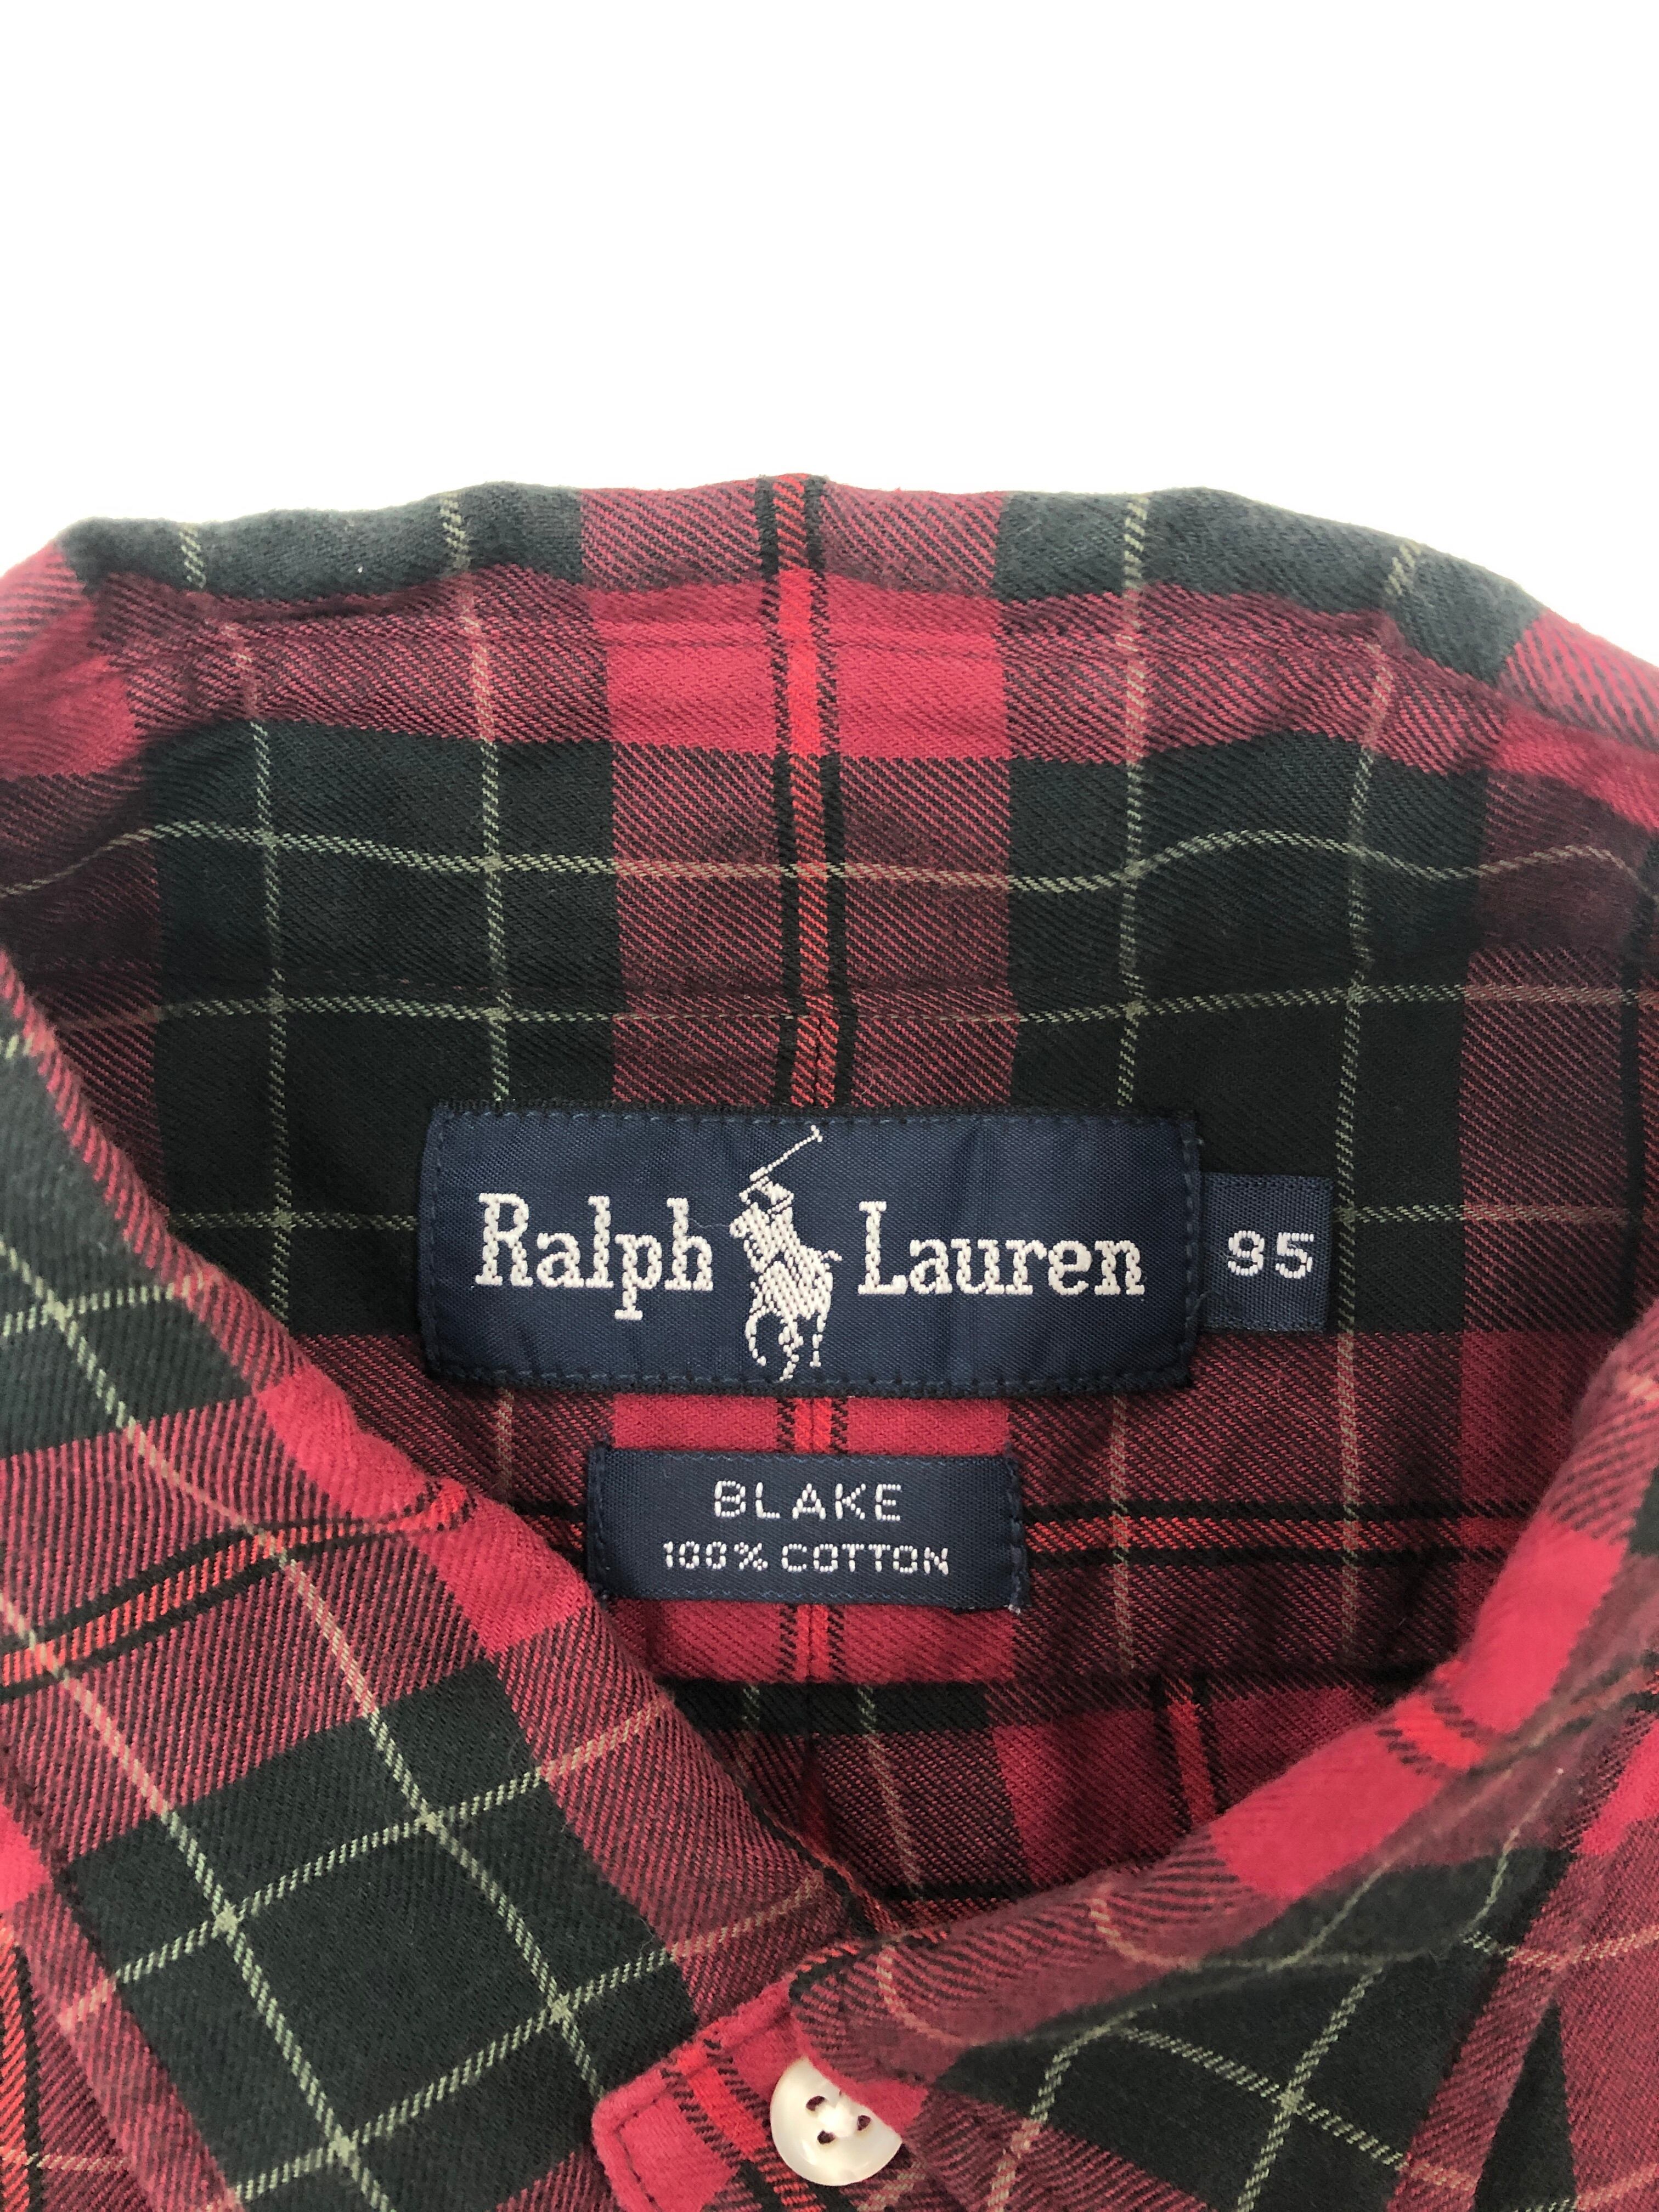 Ralph Lauren
95
BLAKE
100% COTTON